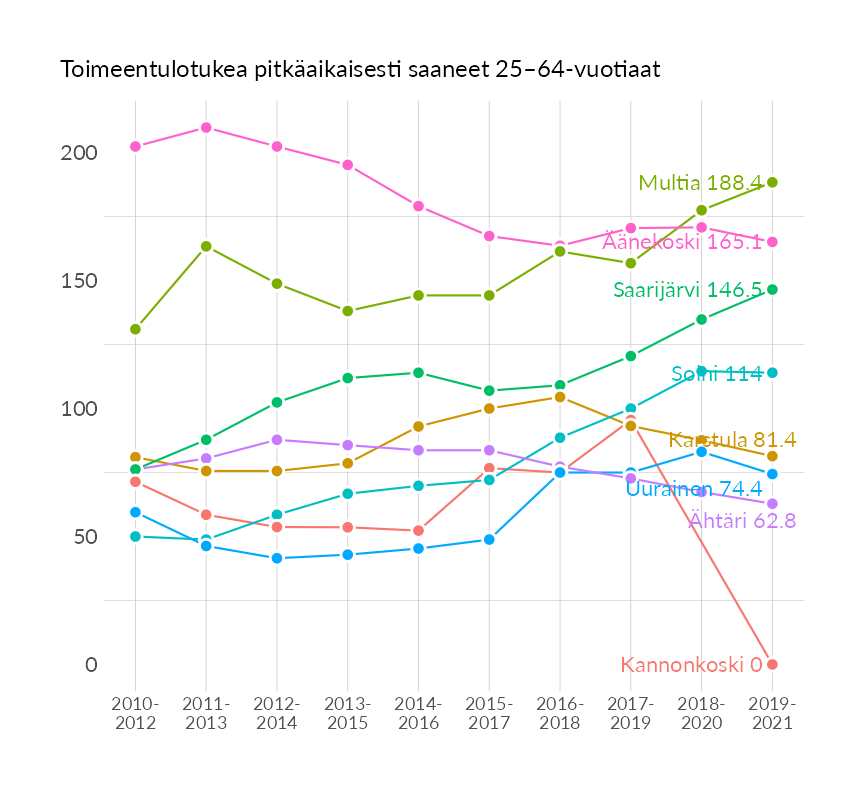 Toimeentulotukea pitkäaikaisesti saaneet 25–64-vuotiaat
200
150
100
50
0
Multia 188.4
Äänekoski 165.1
Saarijärvi 146.5
Soini 114
Karstula 81.4
Uurainen 74.4
Ähtäri 62.8
Kannonkoski 0
2010- 2011- 2012- 2013- 2014- 2015- 2016- 2017- 2018- 2019-
2012 2013 2014 2015 2016 2017 2018 2019 2020 2021